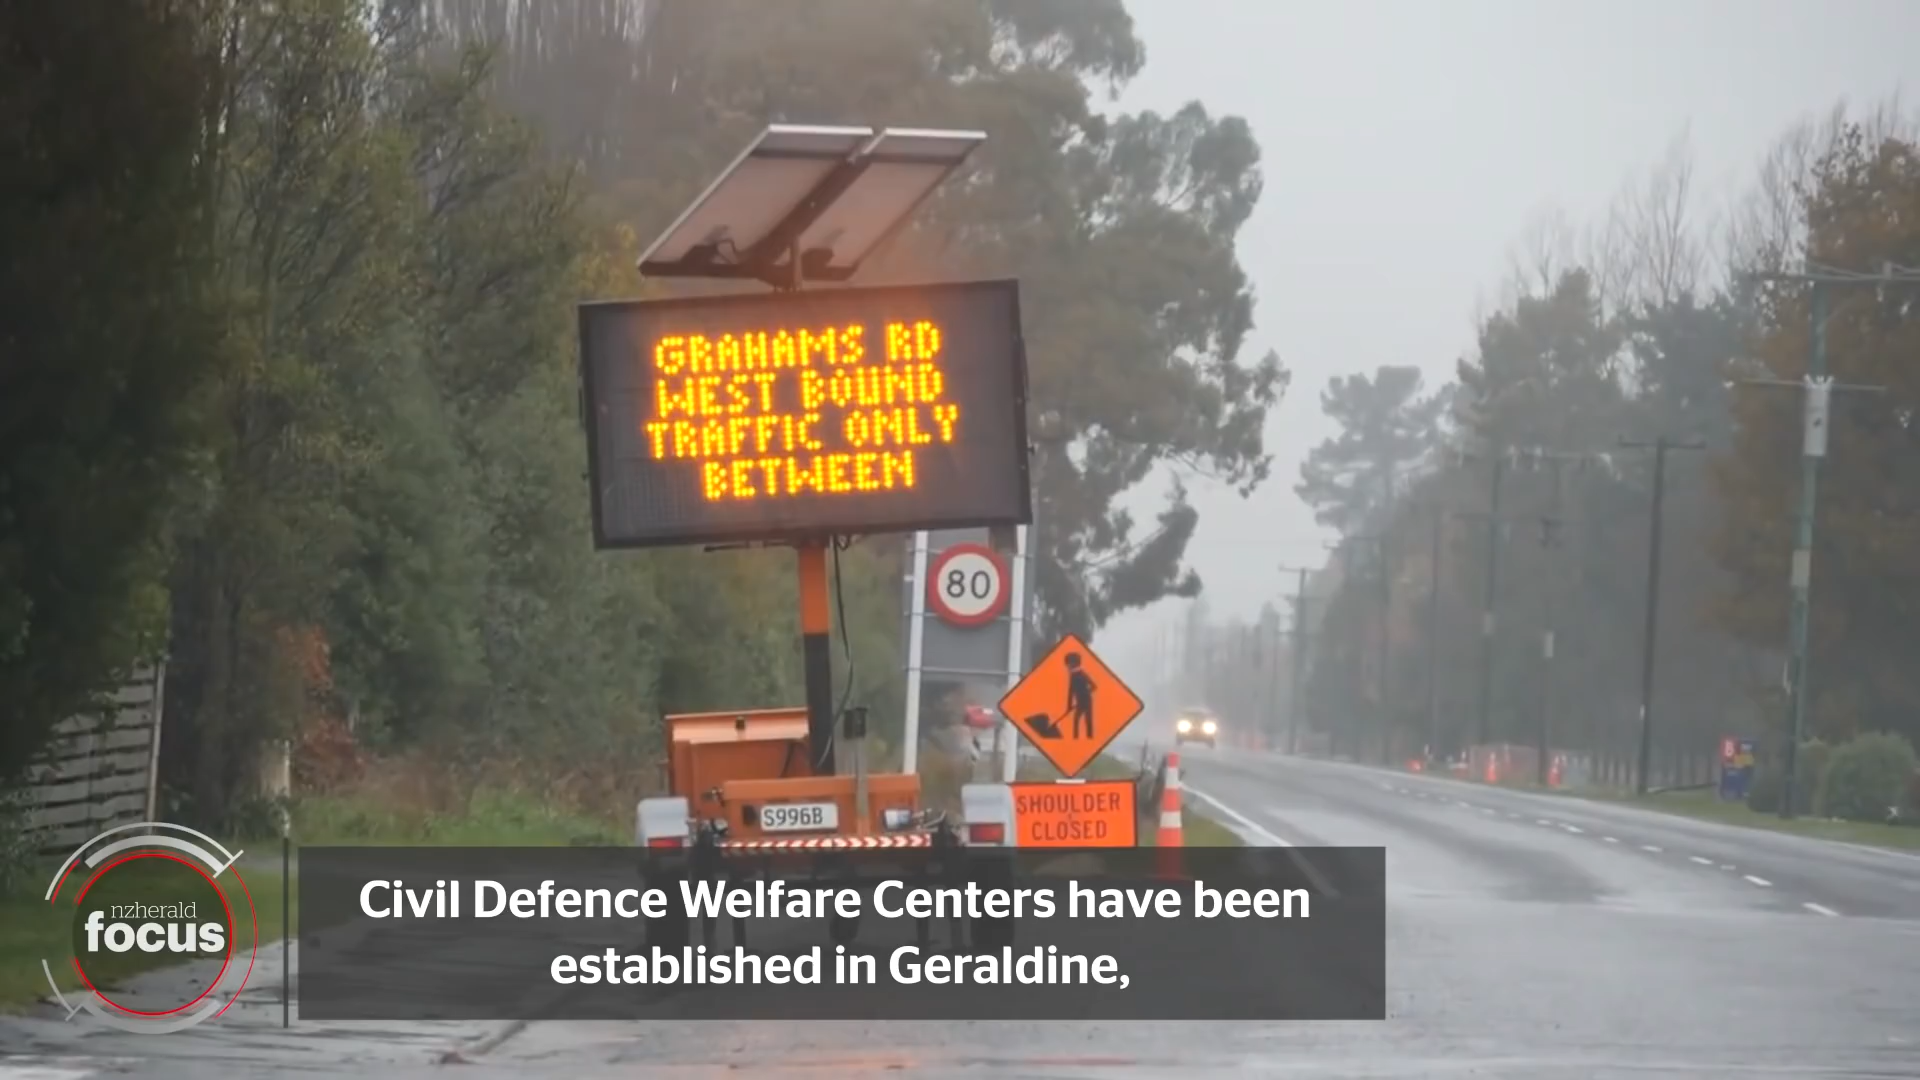 GRAHAMS RD
WEST BOUND
TRAFFIC ONLY
BETWEEN
80
SHOULDER
CLOSED
S996B
nzherald
focus
Civil Defence Welfare Centers have been
established in Geraldine,